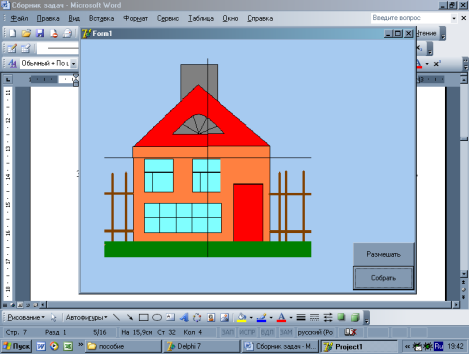 Сборник задач - Microsoft Word
Файл Правка Вид Вставка Формат Сервис Таблица Окно Справка
Введите вопрос
Form1
Чтение
Обычный + По ц
Размешать
Собрать
Рисование Автофигуры
Стр. 7 Разд 1 5/16 На 15,9см Ст 32 Кол 4 ЗАП ИСПР ВДЛ ЗАМ русский (Ро
Пуск пособие Delphi 7 Сборник задач - M... Project1 Ru 19:42